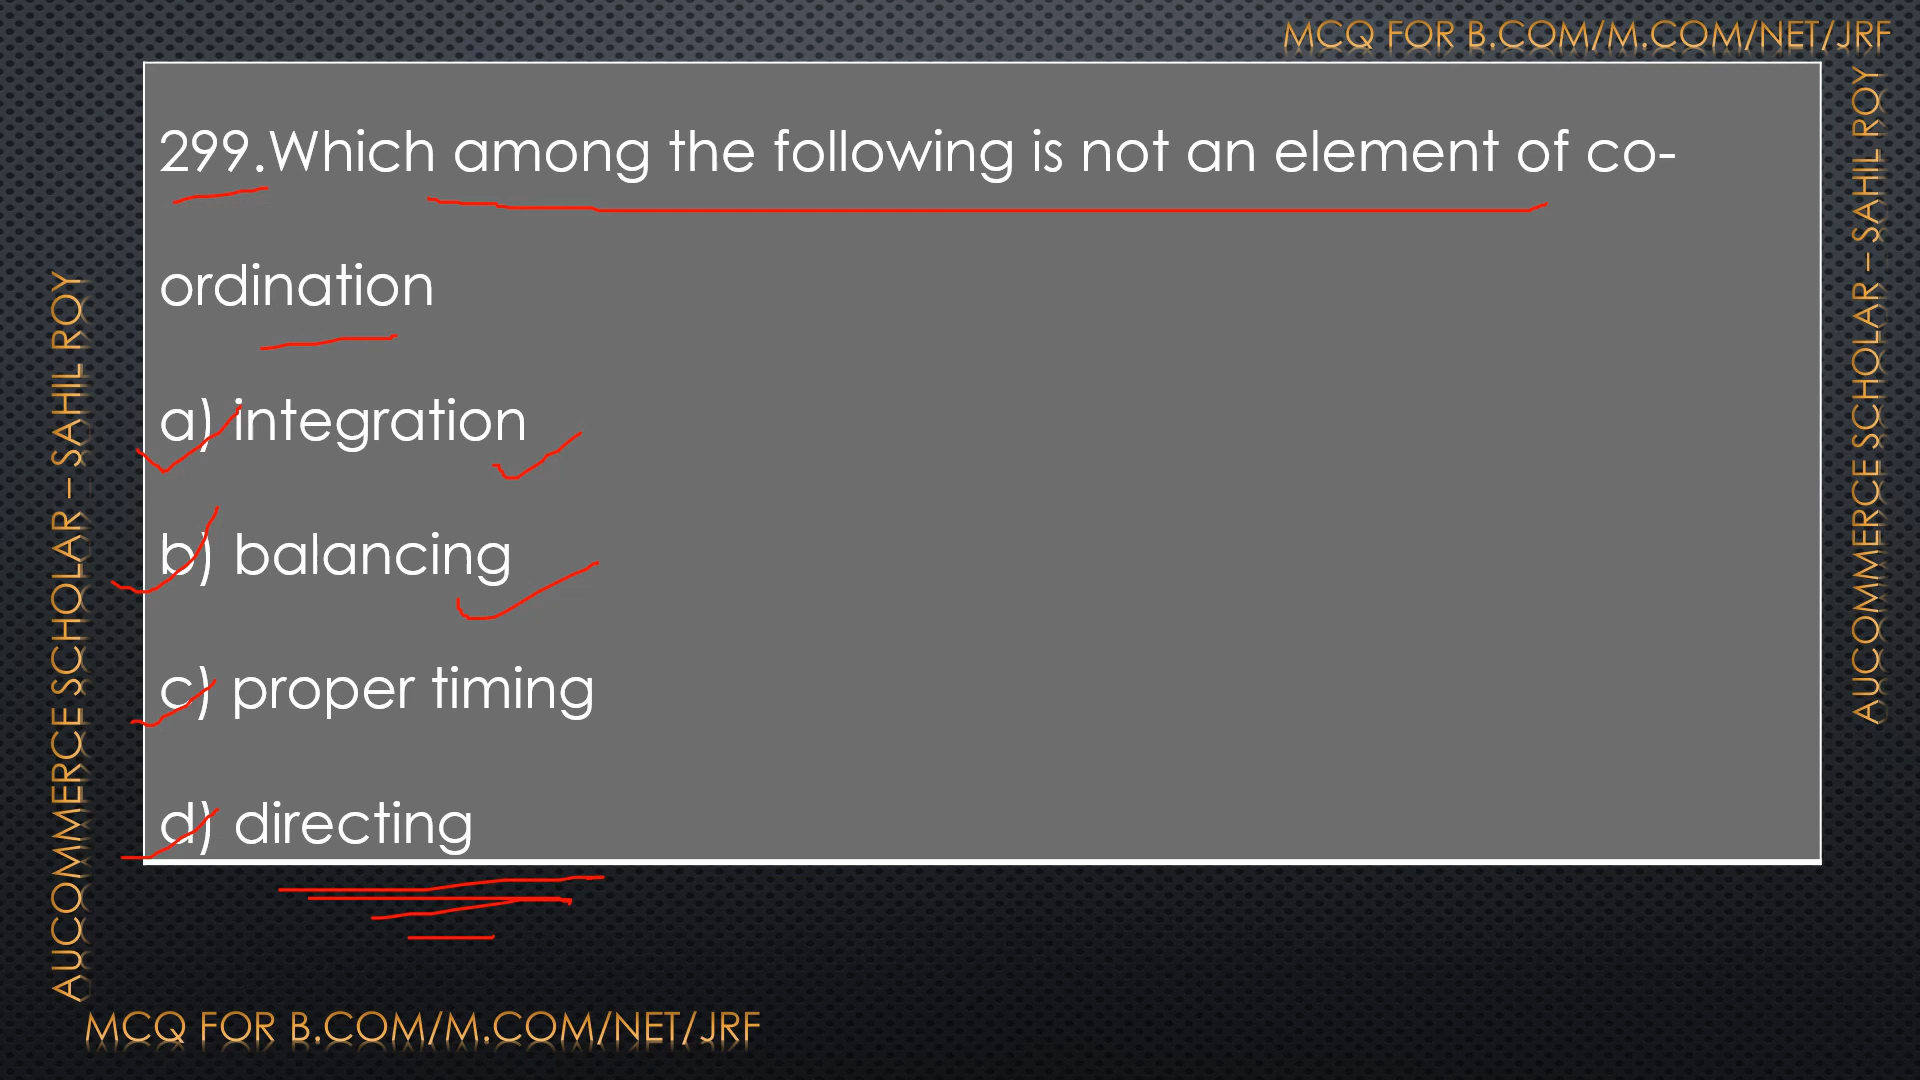 MCQ FOR B.COM/M.COM/NET/JRF
299.Which among the following is not an element of co-
ordination
a) integration
b) balancing
c) proper timing
d) directing
AUCOMMERCE SCHOLAR – SAHIL ROY
AUCOMMERCE SCHOLAR – SAHIL ROY
MCQ FOR B.COM/M.COM/NET/JRF